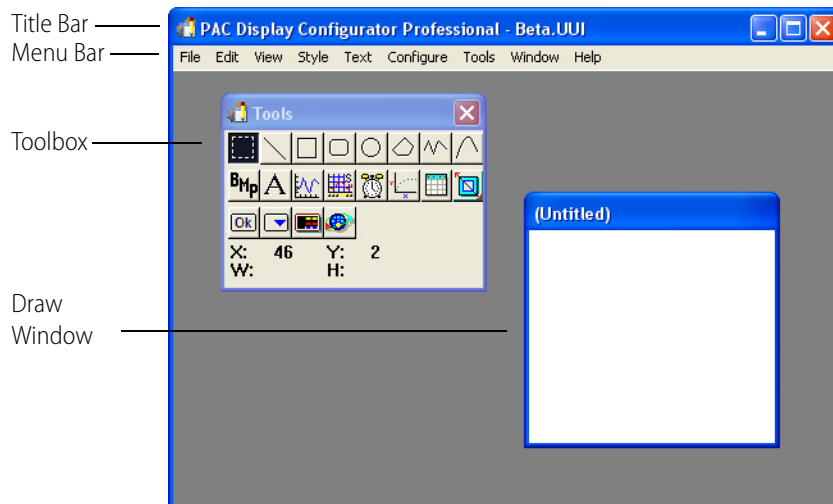 Title Bar
PAC Display Configurator Professional - Beta.UUI
Menu Bar
File Edit View Style Text Configure Tools Window Help
Tools
Toolbox
BMP A
Ok
X: 46 Y: 2
W: H:
(Untitled)
Draw
Window